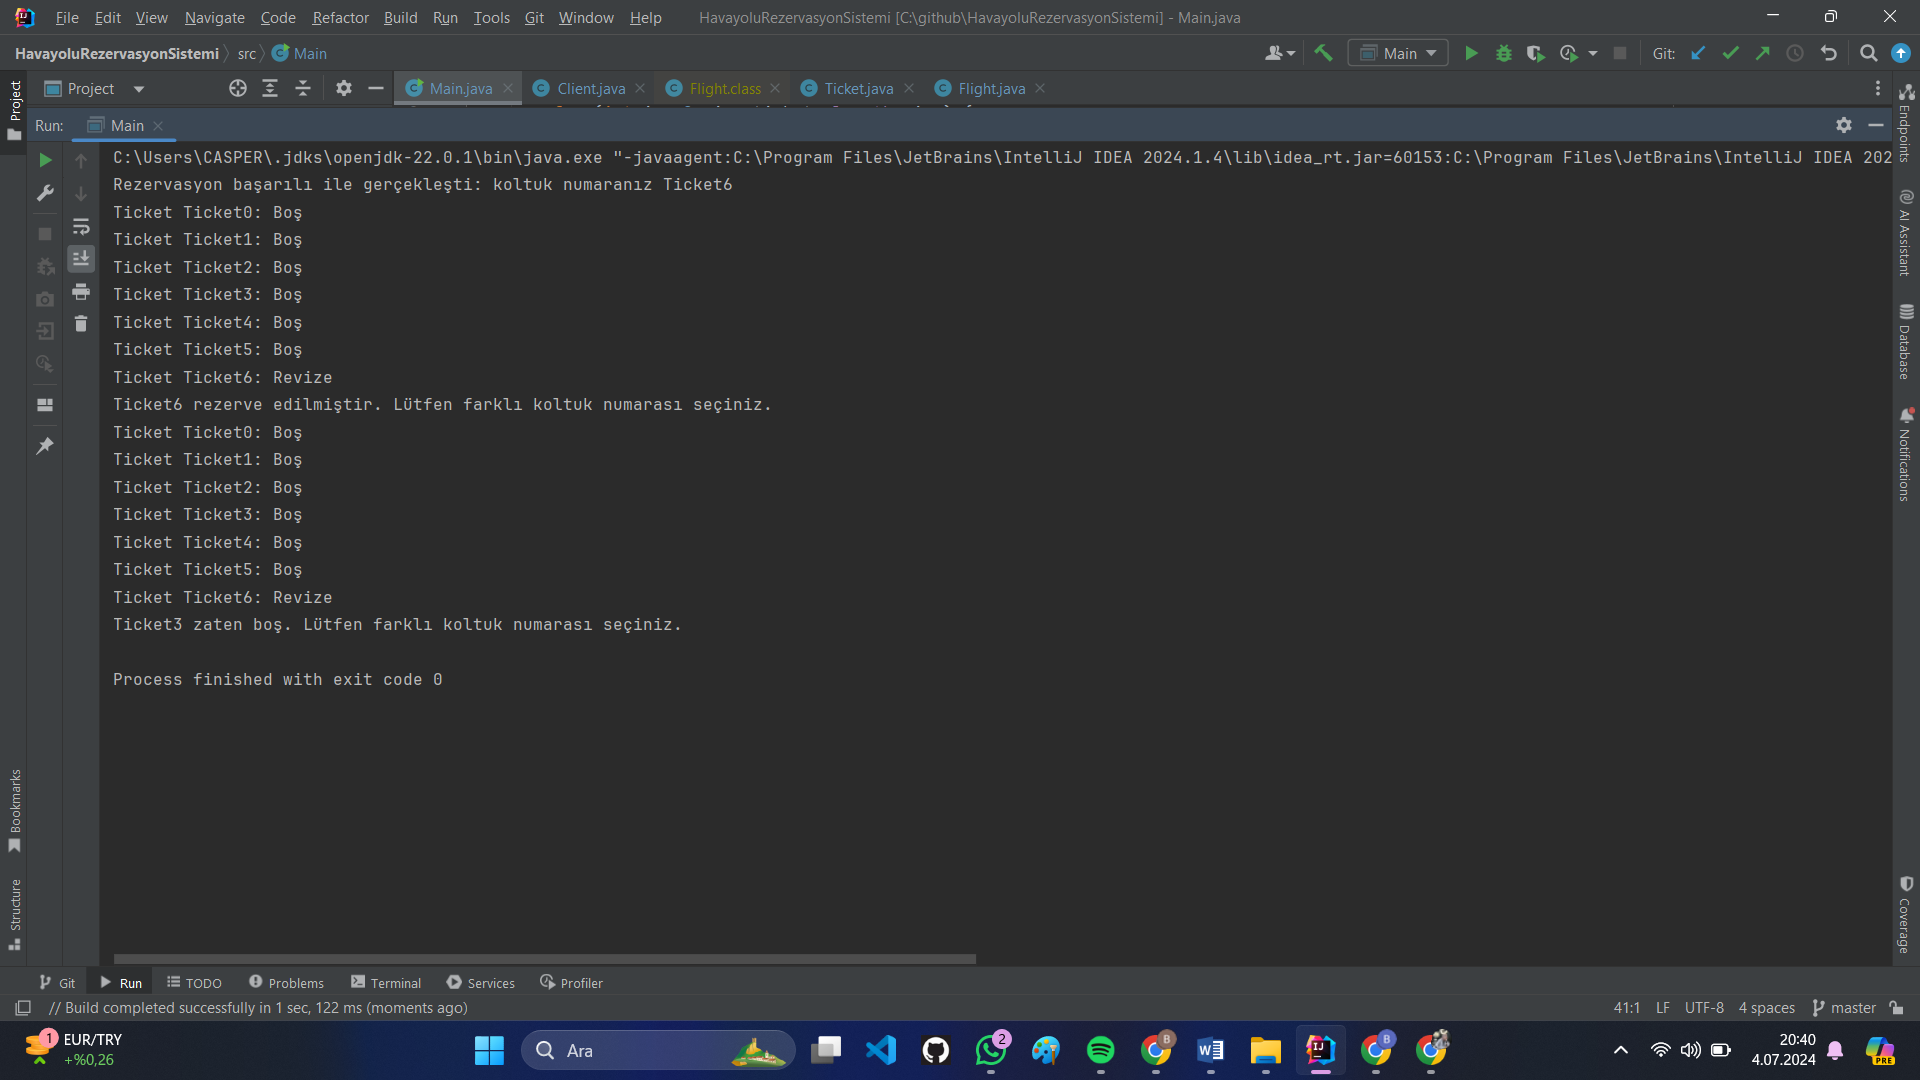 File Edit View Navigate Code Refactor Build Run Tools Git Window Help HavayoluRezervasyonSistemi [C:\github\HavayoluRezervasyonSistemi] - Main.java
HavayoluRezervasyonSistemi src Main Main Git:
Project Main.java Client.java Flight.class Ticket.java Flight.java
Project
Run: Main
C:\Users\CASPER\.jdks\openjdk-22.0.1\bin\java.exe "-javaagent:C:\Program Files\JetBrains\IntelliJ IDEA 2024.1.4\lib\idea_rt.jar=60153:C:\Program Files\JetBrains\IntelliJ IDEA 202
Rezervasyon başarılı ile gerçekleşti: koltuk numaranız Ticket6
Ticket Ticket0: Boş
Ticket Ticket1: Boş
Ticket Ticket2: Boş
Ticket Ticket3: Boş
Ticket Ticket4: Boş
Ticket Ticket5: Boş
Ticket Ticket6: Revize
Ticket6 rezerve edilmiştir. Lütfen farklı koltuk numarası seçiniz.
Ticket Ticket0: Boş
Ticket Ticket1: Boş
Ticket Ticket2: Boş
Ticket Ticket3: Boş
Ticket Ticket4: Boş
Ticket Ticket5: Boş
Ticket Ticket6: Revize
Ticket3 zaten boş. Lütfen farklı koltuk numarası seçiniz.
Process finished with exit code 0
Endpoints
AI Assistant
Database
Notifications
Coverage
Bookmarks
Structure
Git Run TODO Problems Terminal Services Profiler
// Build completed successfully in 1 sec, 122 ms (moments ago) 41:1 LF UTF-8 4 spaces master
1 EUR/TRY
+%0,26
Ara
2 B B
PRE
20:40
4.07.2024